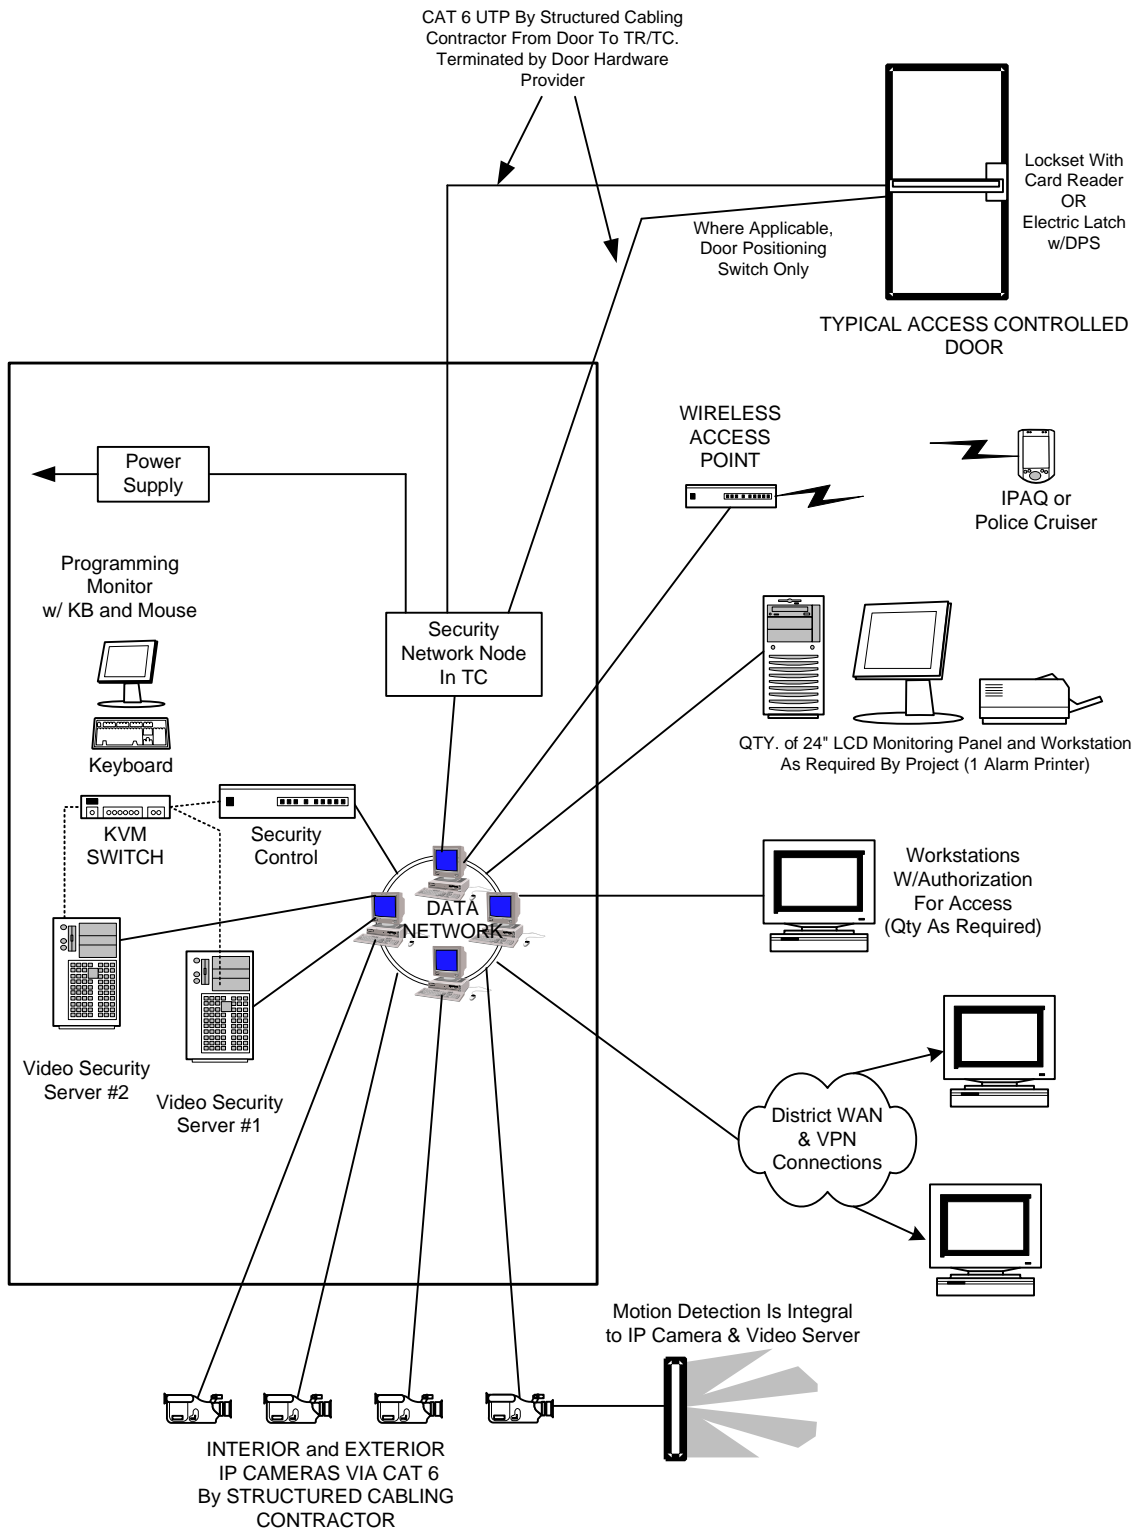 CAT 6 UTP By Structured Cabling
Contractor From Door To TR/TC.
Terminated by Door Hardware
Provider
Lockset With
Card Reader
OR
Electric Latch
w/DPS
Where Applicable,
Door Positioning
Switch Only
TYPICAL ACCESS CONTROLLED
DOOR
WIRELESS
ACCESS
POINT
IPAQ or
Police Cruiser
Power
Supply
Programming
Monitor
w/ KB and Mouse
Security
Network Node
In TC
Keyboard
QTY. of 24" LCD Monitoring Panel and Workstation
As Required By Project (1 Alarm Printer)
KVM
SWITCH
Security
Control
DATA
NETWORK
Workstations
W/Authorization
For Access
(Qty As Required)
Video Security
Server #2
Video Security
Server #1
District WAN
& VPN
Connections
Motion Detection Is Integral
to IP Camera & Video Server
INTERIOR and EXTERIOR
IP CAMERAS VIA CAT 6
By STRUCTURED CABLING
CONTRACTOR